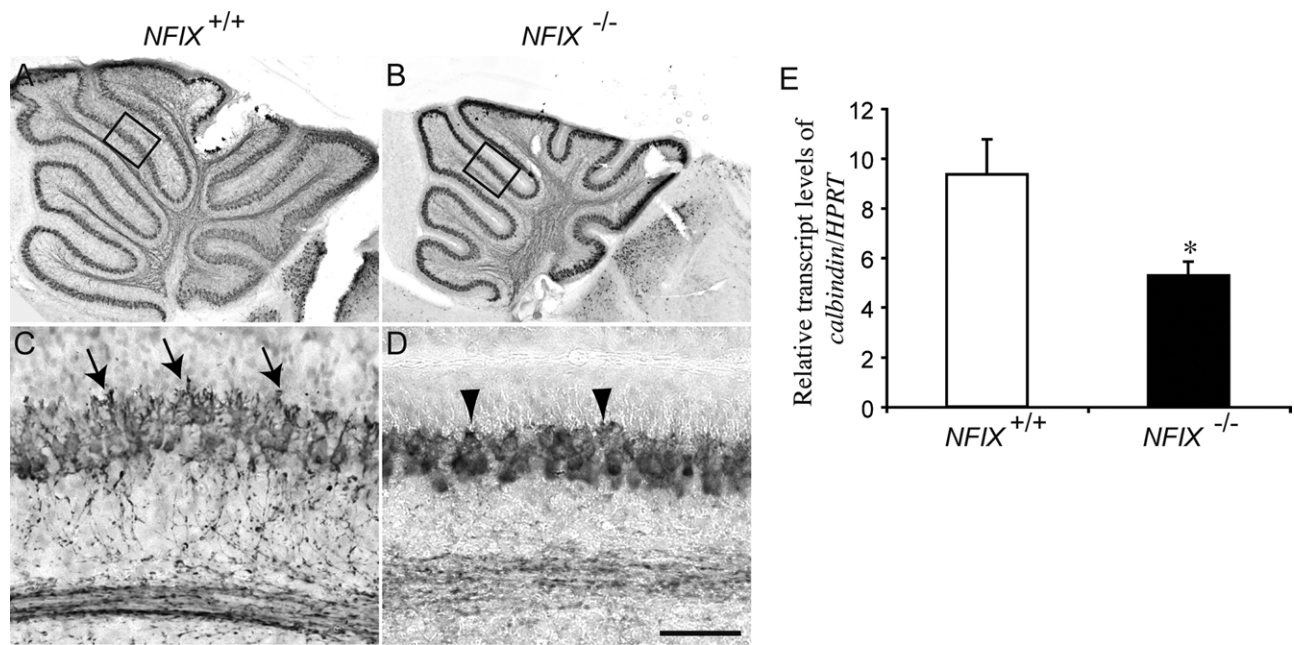 NFIX +/+
NFIX -/-
A
B
C
D
E
Relative transcript levels of
calbindin/HPRT
12
10
8
6
4
2
0
*
NFIX +/+
NFIX -/-